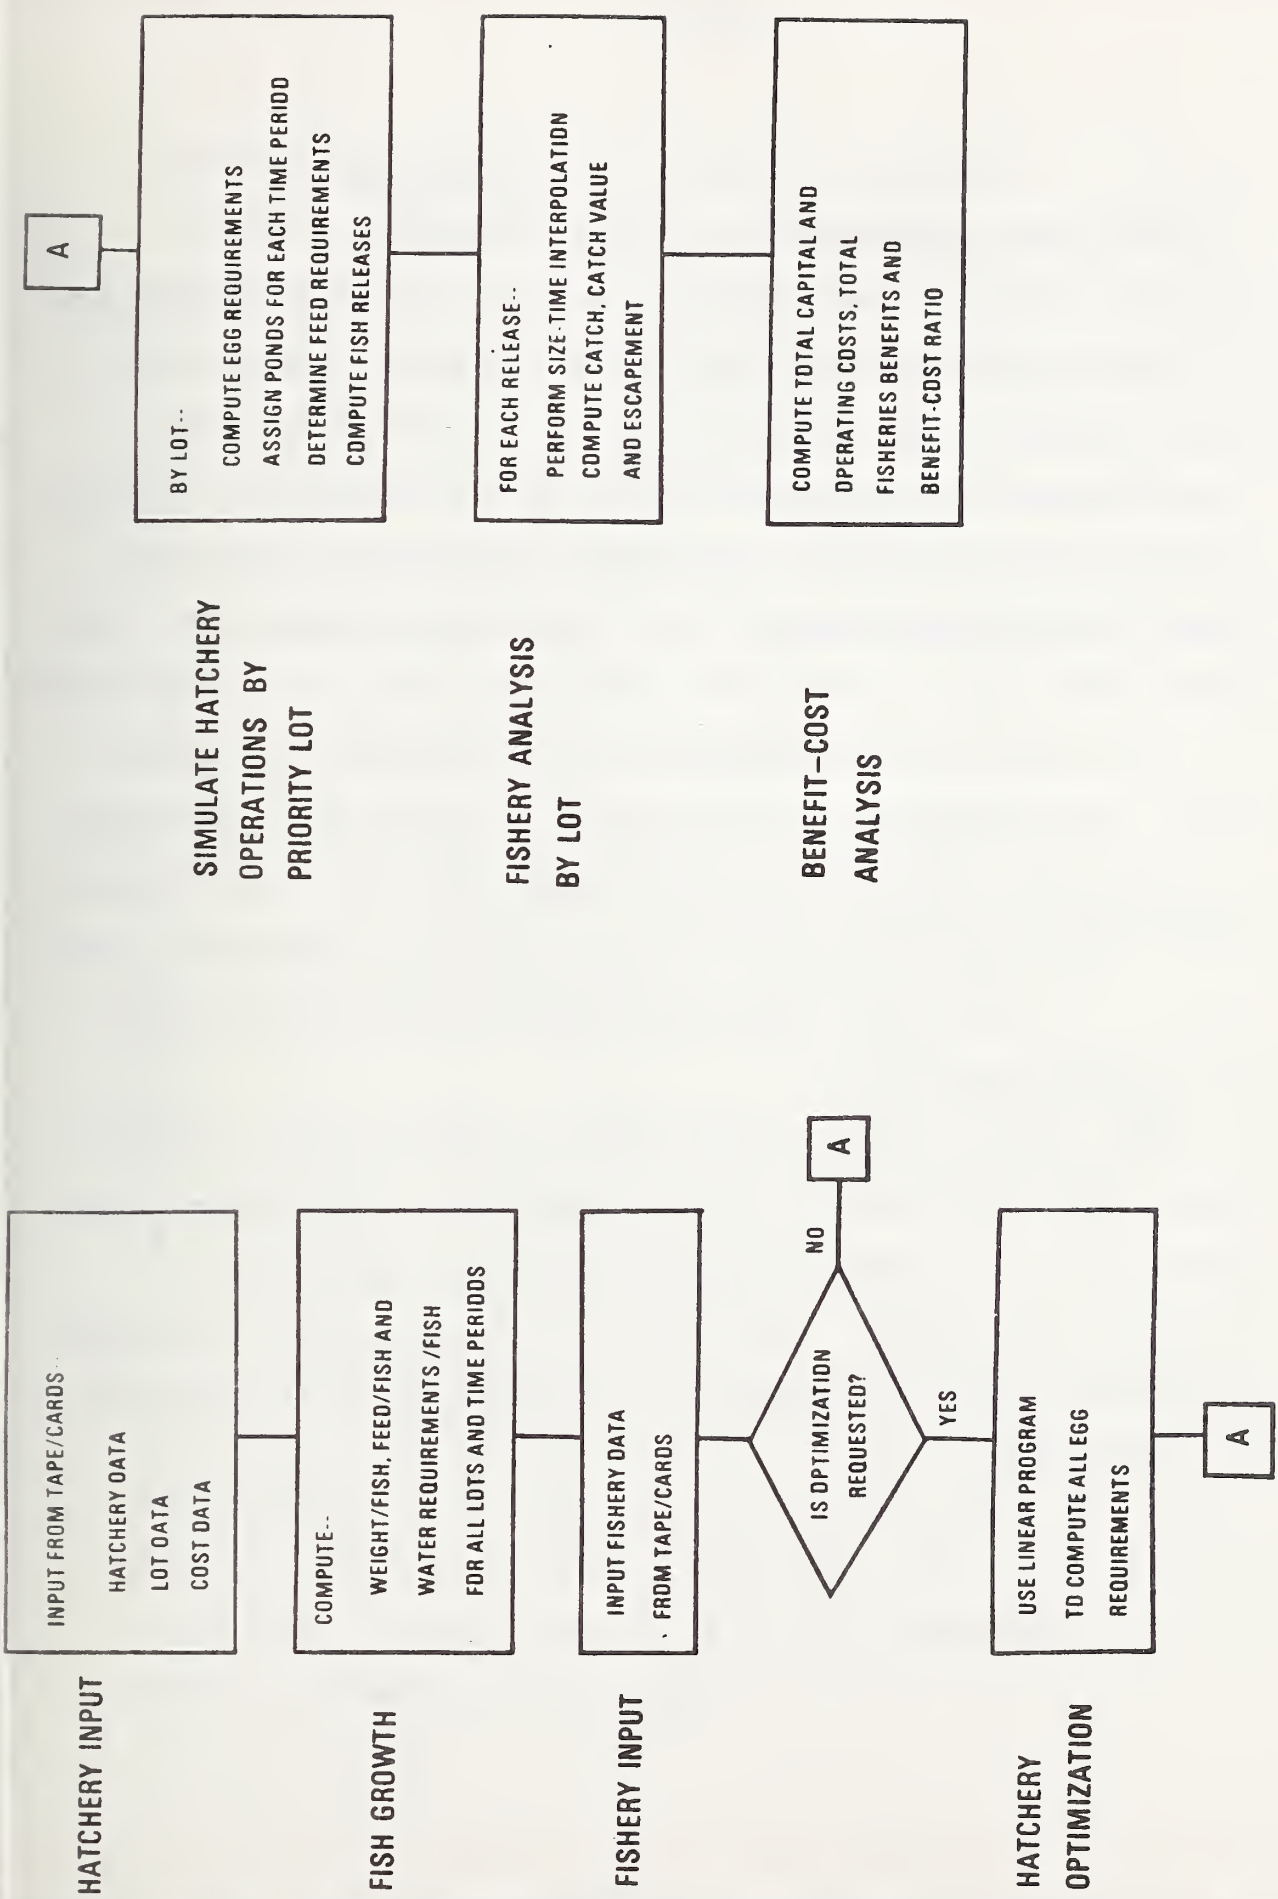 HATCHERY INPUT
INPUT FROM TAPE/CARDS--
HATCHERY DATA
LOT DATA
COST DATA
FISH GROWTH
COMPUTE--
WEIGHT/FISH, FEED/FISH AND
WATER REQUIREMENTS /FISH
FOR ALL LOTS AND TIME PERIODS
FISHERY INPUT
INPUT FISHERY DATA
FROM TAPE/CARDS
IS OPTIMIZATION
REQUESTED?
NO
A
YES
HATCHERY
OPTIMIZATION
USE LINEAR PROGRAM
TO COMPUTE ALL EGG
REQUIREMENTS
A
A
SIMULATE HATCHERY
OPERATIONS BY
PRIORITY LOT
BY LOT--
COMPUTE EGG REQUIREMENTS
ASSIGN PONDS FOR EACH TIME PERIOD
DETERMINE FEED REQUIREMENTS
COMPUTE FISH RELEASES
FISHERY ANALYSIS
BY LOT
FOR EACH RELEASE--
PERFORM SIZE-TIME INTERPOLATION
COMPUTE CATCH, CATCH VALUE
AND ESCAPEMENT
BENEFIT–COST
ANALYSIS
COMPUTE TOTAL CAPITAL AND
OPERATING COSTS, TOTAL
FISHERIES BENEFITS AND
BENEFIT-COST RATIO